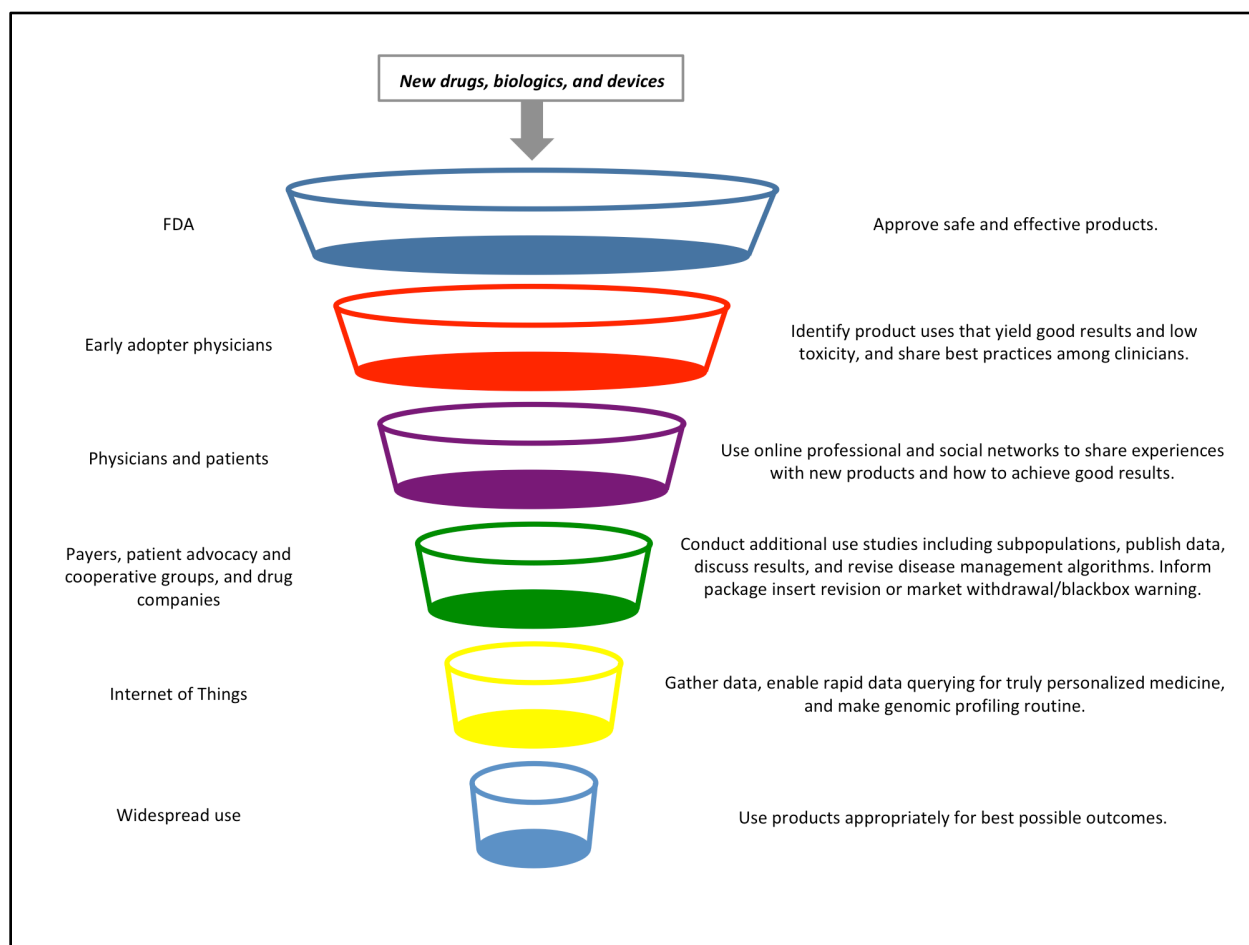 New drugs, biologics, and devices
FDA
Approve safe and effective products.
Early adopter physicians
Identify product uses that yield good results and low
toxicity, and share best practices among clinicians.
Physicians and patients
Use online professional and social networks to share experiences
with new products and how to achieve good results.
Payers, patient advocacy and
cooperative groups, and drug
companies
Conduct additional use studies including subpopulations, publish data,
discuss results, and revise disease management algorithms. Inform
package insert revision or market withdrawal/blackbox warning.
Internet of Things
Gather data, enable rapid data querying for truly personalized medicine,
and make genomic profiling routine.
Widespread use
Use products appropriately for best possible outcomes.